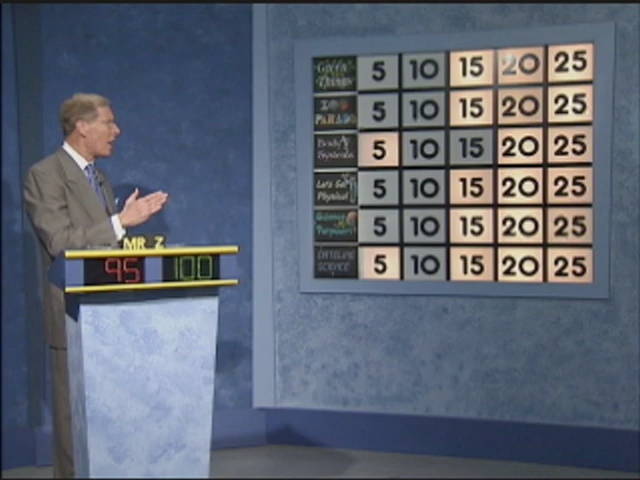 Green Things 5 10 15 20 25
ZOO PARADE 5 10 15 20 25
Body Systems 5 10 15 20 25
Let's Get Physical 5 10 15 20 25
5 10 15 20 25
DATELINE SCIENCE 5 10 15 20 25
MR Z
95 100